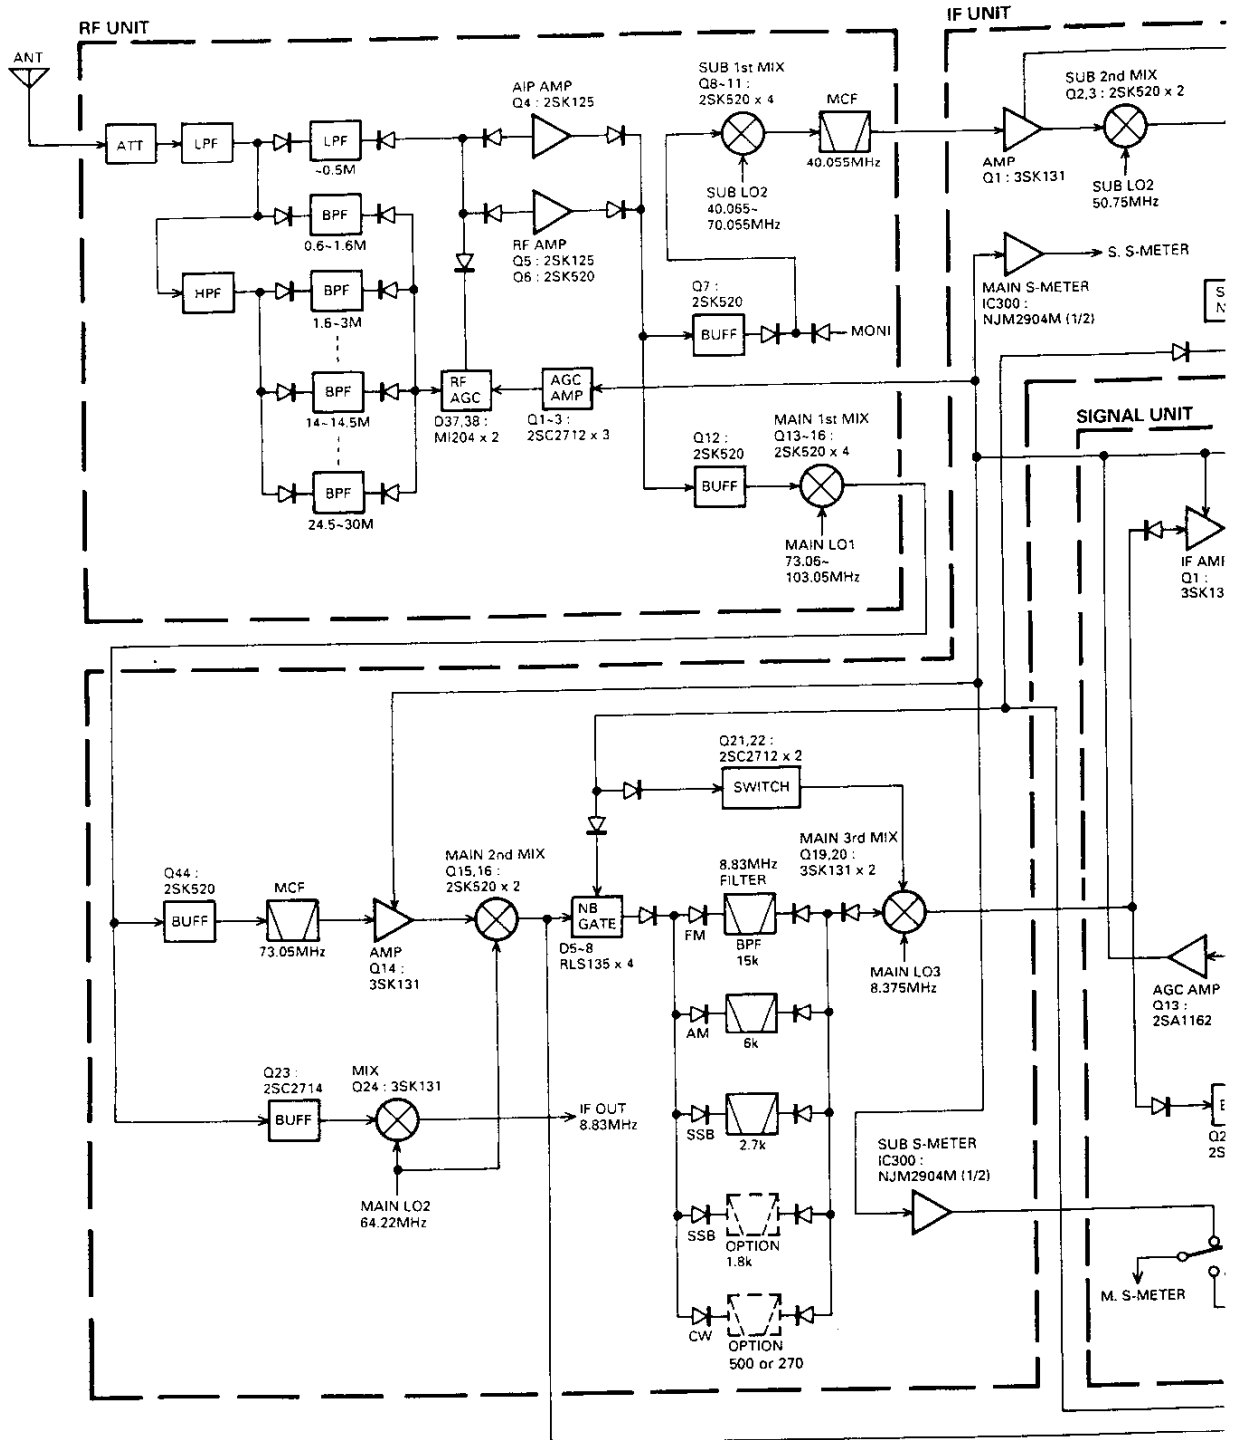 RF UNIT
IF UNIT
ANT
ATT
LPF
LPF
~0.5M
BPF
0.6~1.6M
HPF
BPF
1.6~3M
BPF
14~14.5M
BPF
24.5~30M
AIP AMP
Q4 : 2SK125
RF AMP
Q5 : 2SK125
Q6 : 2SK520
RF
AGC
D37,38 :
MI204 x 2
AGC
AMP
Q1~3 :
2SC2712 x 3
SUB 1st MIX
Q8~11 :
2SK520 x 4
SUB LO2
40.065~
70.055MHz
MCF
40.055MHz
Q7 :
2SK520
BUFF
MONI
Q12 :
2SK520
BUFF
MAIN 1st MIX
Q13~16 :
2SK520 x 4
MAIN LO1
73.06~
103.05MHz
AMP
Q1 : 3SK131
SUB 2nd MIX
Q2,3 : 2SK520 x 2
SUB LO2
50.75MHz
S. S-METER
MAIN S-METER
IC300 :
NJM2904M (1/2)
S
N
SIGNAL UNIT
IF AM
Q1 :
3SK13
Q44 :
2SK520
BUFF
MCF
73.05MHz
AMP
Q14 :
3SK131
MAIN 2nd MIX
Q15,16 :
2SK520 x 2
NB
GATE
D5~8
RLS135 x 4
Q21,22 :
2SC2712 x 2
SWITCH
8.83MHz
FILTER
FM
BPF
15k
MAIN 3rd MIX
Q19,20 :
3SK131 x 2
MAIN LO3
8.375MHz
AM
6k
SSB
2.7k
SSB
OPTION
1.8k
CW
OPTION
500 or 270
Q23 :
2SC2714
BUFF
MIX
Q24 : 3SK131
IF OUT
8.83MHz
MAIN LO2
64.22MHz
SUB S-METER
IC300 :
NJM2904M (1/2)
AGC AMP
Q13 :
2SA1162
Q2
2S
M. S-METER